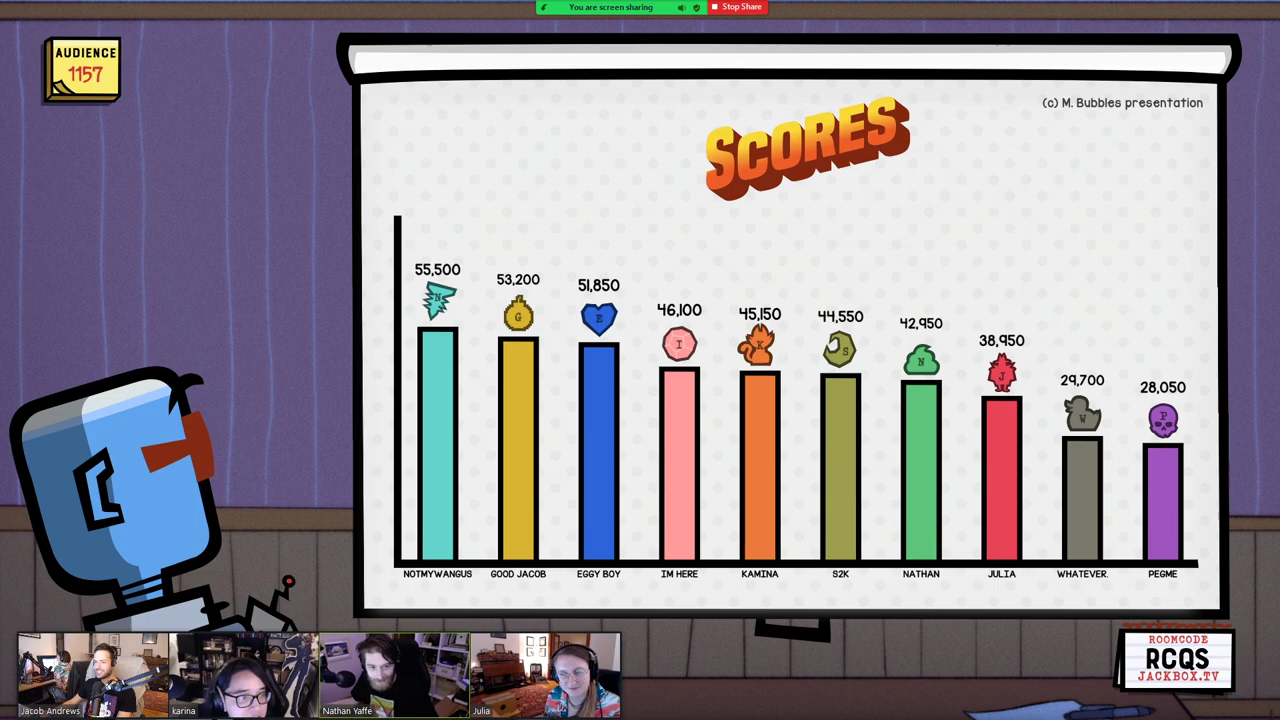 You are screen sharing
Stop Share
AUDIENCE
1157
(c) M. Bubbles presentation
SCORES
55,500
53,200
51,850
46,100
45,150
44,550
42,950
38,950
29,700
28,050
N
G
E
I
K
S
N
J
W
P
NOTMYWANGUS
GOOD JACOB
EGGY BOY
IM HERE
KAMINA
S2K
NATHAN
JULIA
WHATEVER.
PEGME
ROOMCODE
RCQS
JACKBOX.TV
Jacob Andrews
karina
Nathan Yaffe
Julia